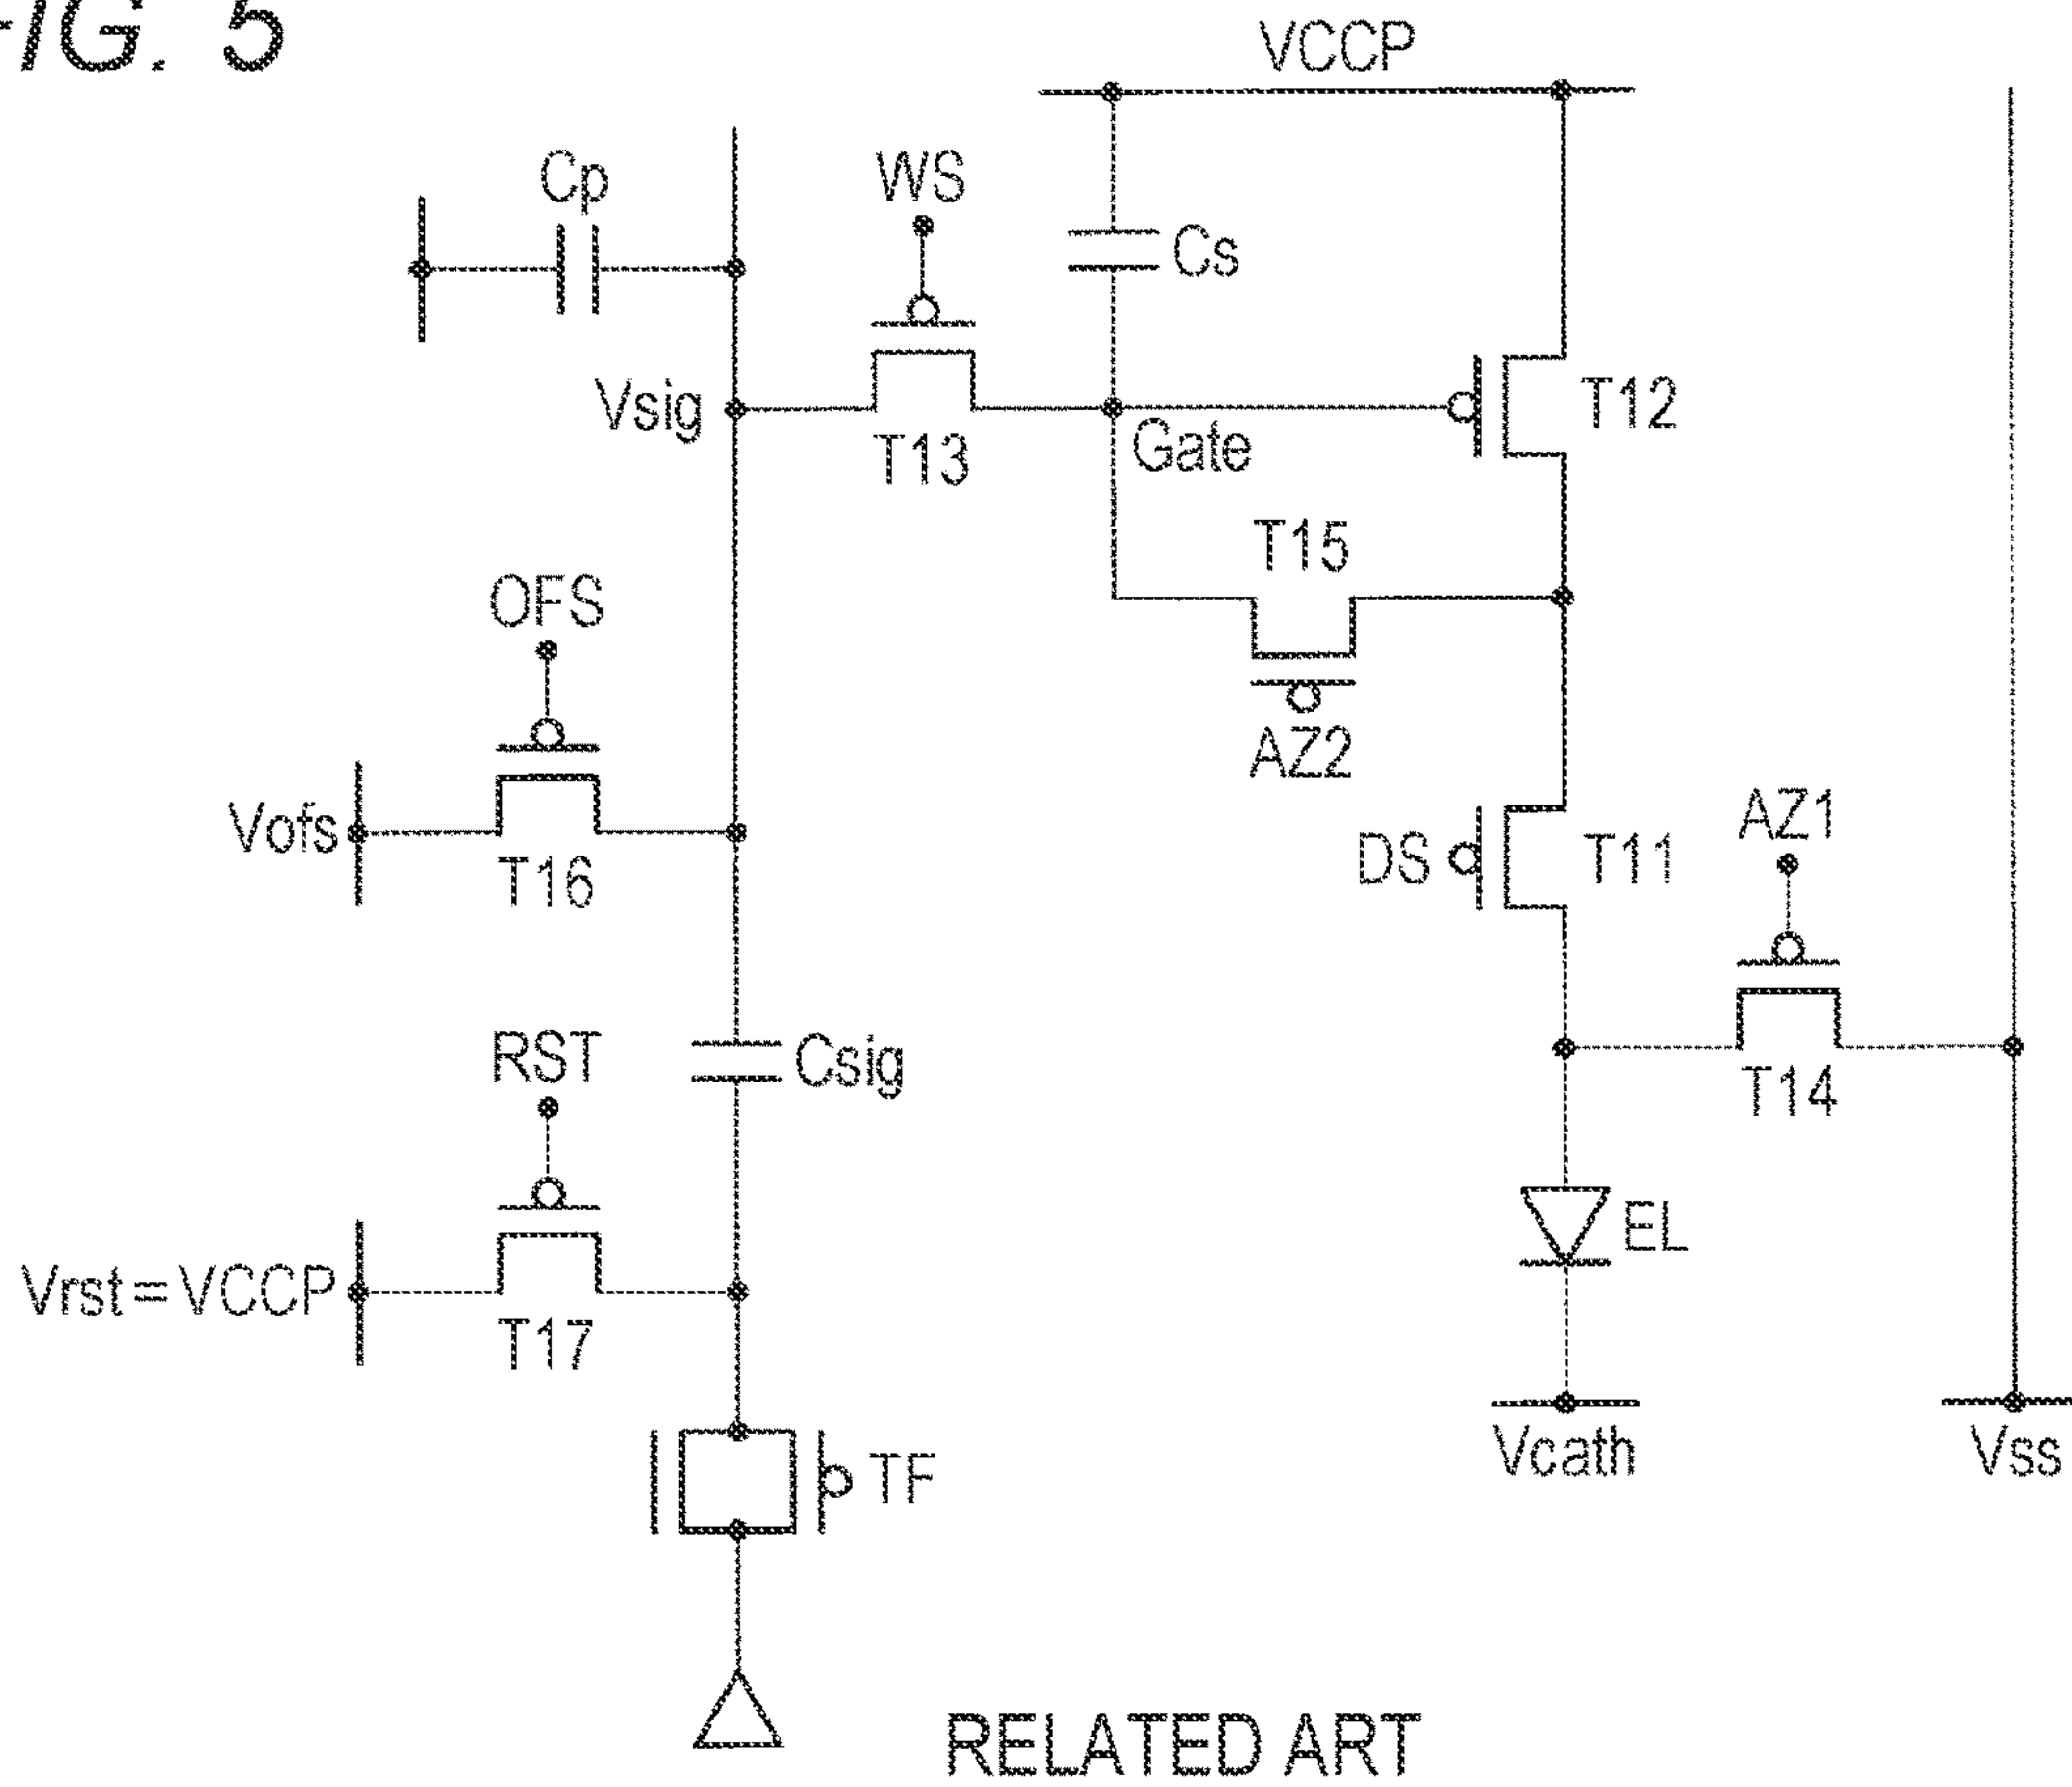 FIG. 5
VCCP
Cp
WS
Cs
Vsig
T13
Gate
T12
T15
OFS
AZ2
Vofs
T16
DS
T11
AZ1
RST
Csig
T14
Vrst = VCCP
T17
EL
TF
Vcath
Vss
RELATED ART